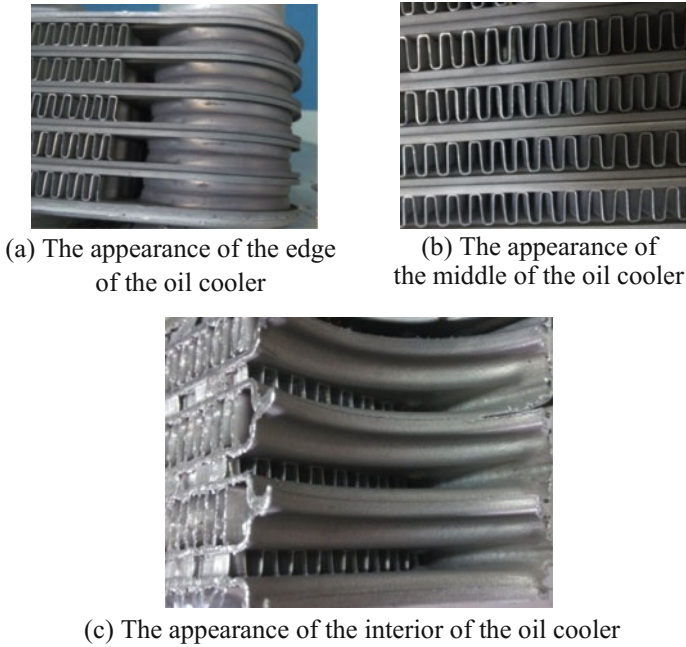 (a) The appearance of the edge
of the oil cooler
(b) The appearance of
the middle of the oil cooler
(c) The appearance of the interior of the oil cooler